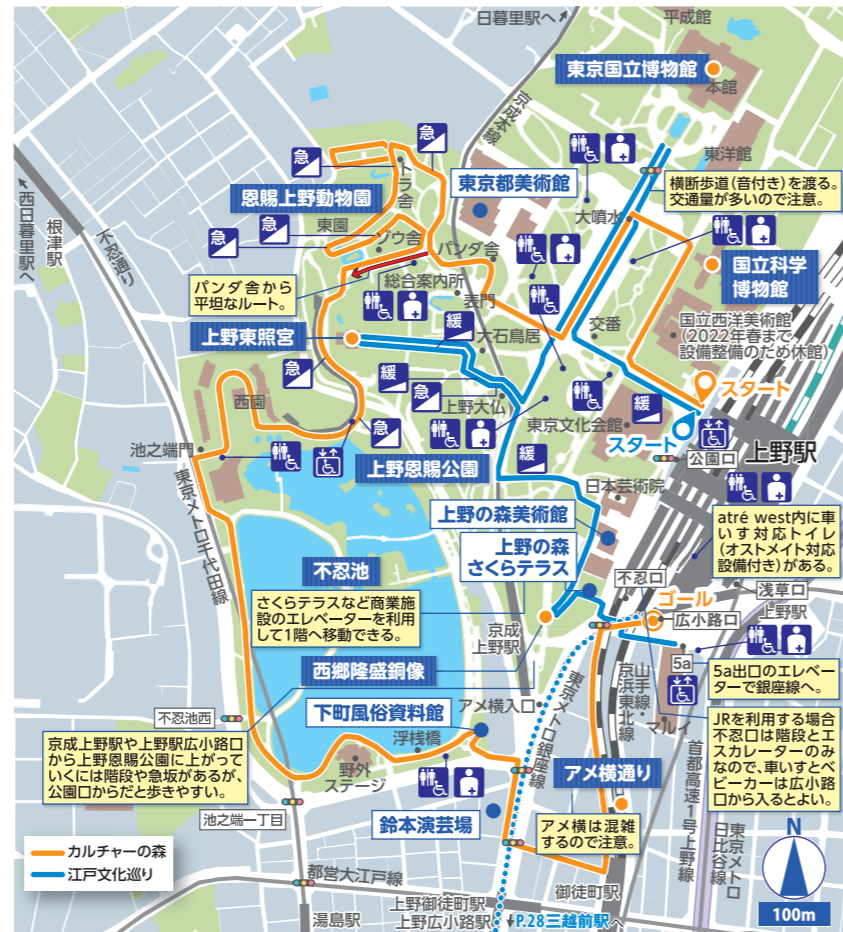 日暮里駅へ
平成館
東京国立博物館
本館
京成本線
東洋館
急
急
トラ舎
恩賜上野動物園
東京都美術館
横断歩道(音付き)を渡る。
交通量が多いので注意。
西日暮里駅へ
根津駅
不忍通り
東園
急
急
ゾウ舎
パンダ舎
大噴水
国立科学
博物館
パンダ舎から
平坦なルート。
総合案内所
表門
国立西洋美術館
(2022年春まで
設備整備のため休館)
交番
上野東照宮
緩
大石鳥居
急
緩
急
上野大仏
スタート
西園
東京文化会館
緩
スタート
池之端門
急
上野駅
公園口
上野恩賜公園
緩
日本芸術院
東京メトロ千代田線
上野の森美術館
atré west内に車
いす対応トイレ
(オストメイト対応
設備付き)がある。
上野の森
さくらテラス
不忍池
不忍口
浅草口
さくらテラスなど商業施
設のエレベーターを利用
して1階へ移動できる。
ゴール
広小路口
上野駅
京成
上野駅
西郷隆盛銅像
5a
5a出口のエレベー
ターで銀座線へ。
山手線・
京浜東北線
マルイ
アメ横入口
東京メトロ銀座線
下町風俗資料館
不忍池西
浮桟橋
京成上野駅や上野駅広小路口
から上野恩賜公園に上がって
いくには階段や急坂があるが、
公園口からだと歩きやすい。
JRを利用する場合
不忍口は階段とエ
スカレーターのみ
なので、車いすとベ
ビーカーは広小路
口から入るとよい。
野外
ステージ
アメ横通り
首都高速1号上野線
東京メトロ
日比谷線
池之端一丁目
鈴本演芸場
アメ横は混雑
するので注意。
カルチャーの森
江戸文化巡り
N
100m
都営大江戸線
御徒町駅
湯島駅
上野御徒町駅
上野広小路駅
P.28三越前駅へ